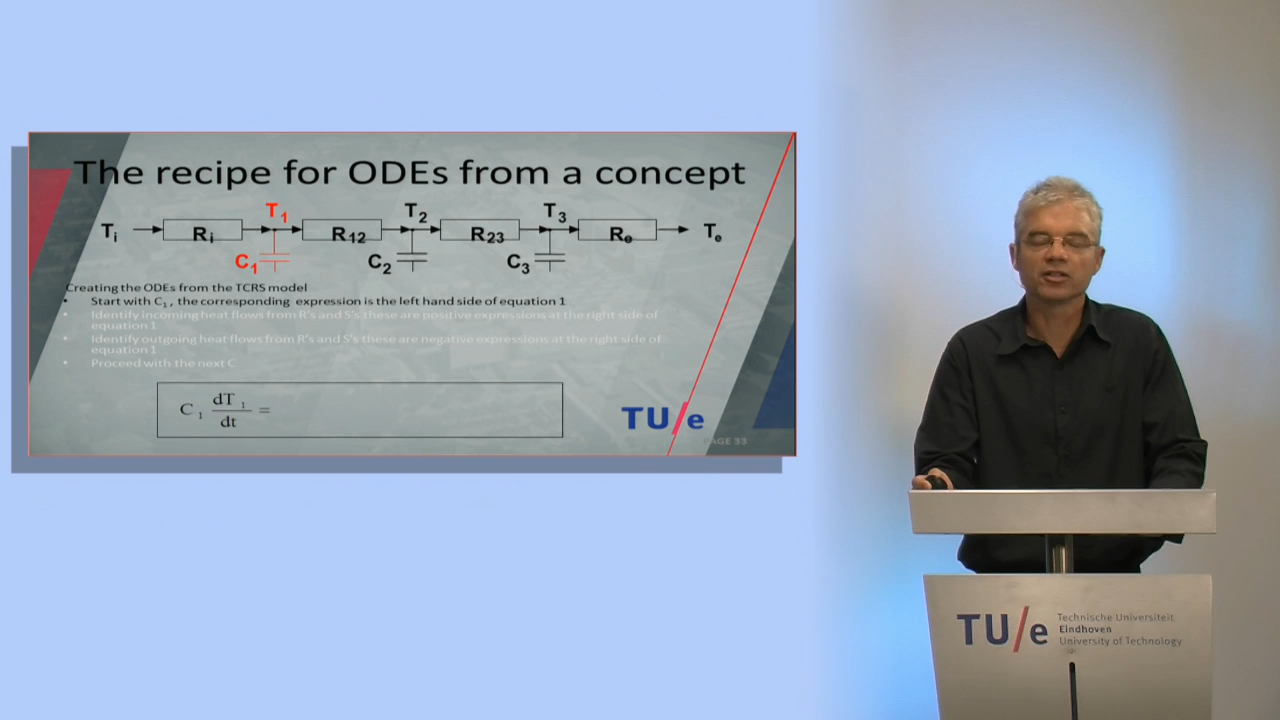 The recipe for ODEs from a concept
T1 T2 T3
Ti Ri R12 R23 Re Te
C1 C2 C3
Creating the ODEs from the TCRS model
• Start with C1, the corresponding expression is the left hand side of equation 1
• Identify incoming heat flows from R's and S's these are positive expressions at the right side of
equation 1
• Identify outgoing heat flows from R's and S's these are negative expressions at the right side of
equation 1
• Proceed with the next C
C1 dT1/dt =
TU/e
PAGE 33
TU/e
Technische Universiteit
Eindhoven
University of Technology